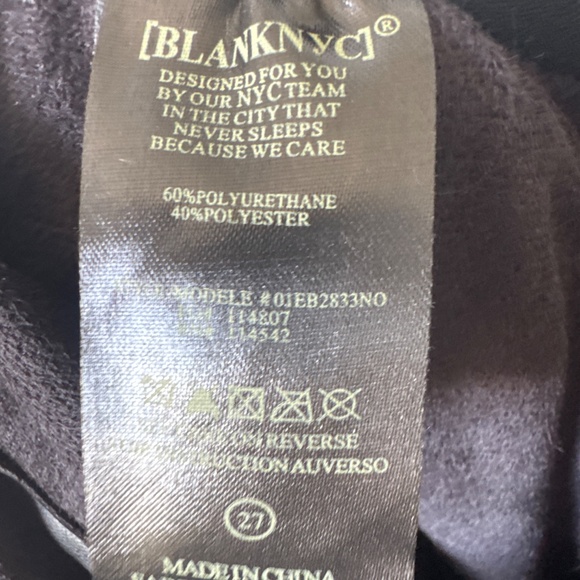 [BLANKNYC]®
DESIGNED FOR YOU
BY OUR NYC TEAM
IN THE CITY THAT
NEVER SLEEPS
BECAUSE WE CARE
60%POLYURETHANE
40%POLYESTER
MODELE #01EB2833NO
114807
114542
ON REVERSE
AUVERSO
27
MADE IN CHINA